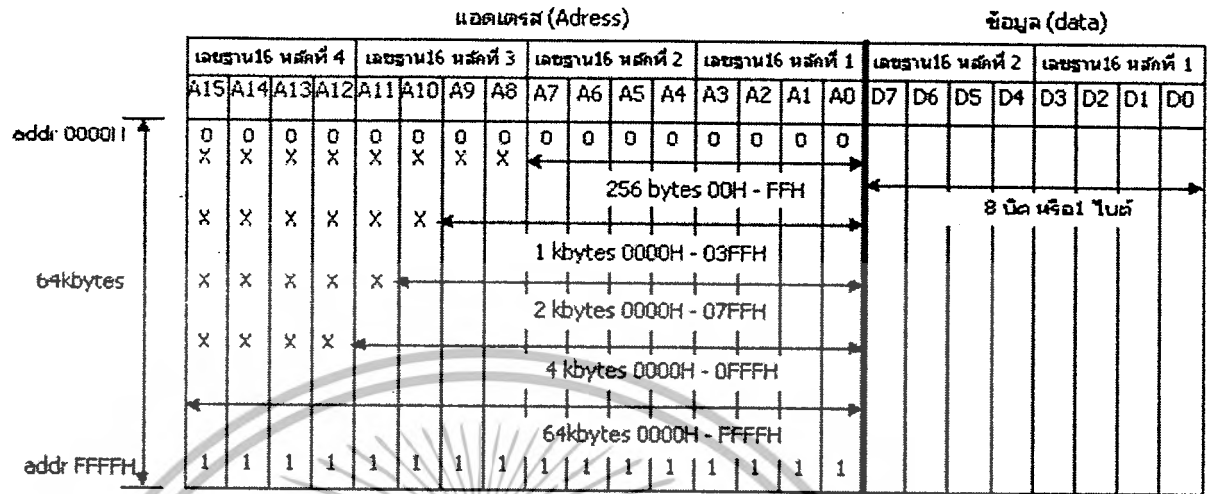 แอดเดรส (Adress) ข้อมูล (data)
เลขฐาน16 หลักที่ 4 เลขฐาน16 หลักที่ 3 เลขฐาน16 หลักที่ 2 เลขฐาน16 หลักที่ 1 เลขฐาน16 หลักที่ 2 เลขฐาน16 หลักที่ 1
A15 A14 A13 A12 A11 A10 A9 A8 A7 A6 A5 A4 A3 A2 A1 A0 D7 D6 D5 D4 D3 D2 D1 D0
addr 0000H 0 0 0 0 0 0 0 0 0 0 0 0 0 0 0 0
X X X X X X X X
256 bytes 00H - FFH
8 บิต หรือ1 ไบต์
X X X X X X
1 kbytes 0000H - 03FFH
64kbytes X X X X X
2 kbytes 0000H - 07FFH
X X X X
4 kbytes 0000H - 0FFFH
64kbytes 0000H - FFFFH
addr FFFFH 1 1 1 1 1 1 1 1 1 1 1 1 1 1 1 1